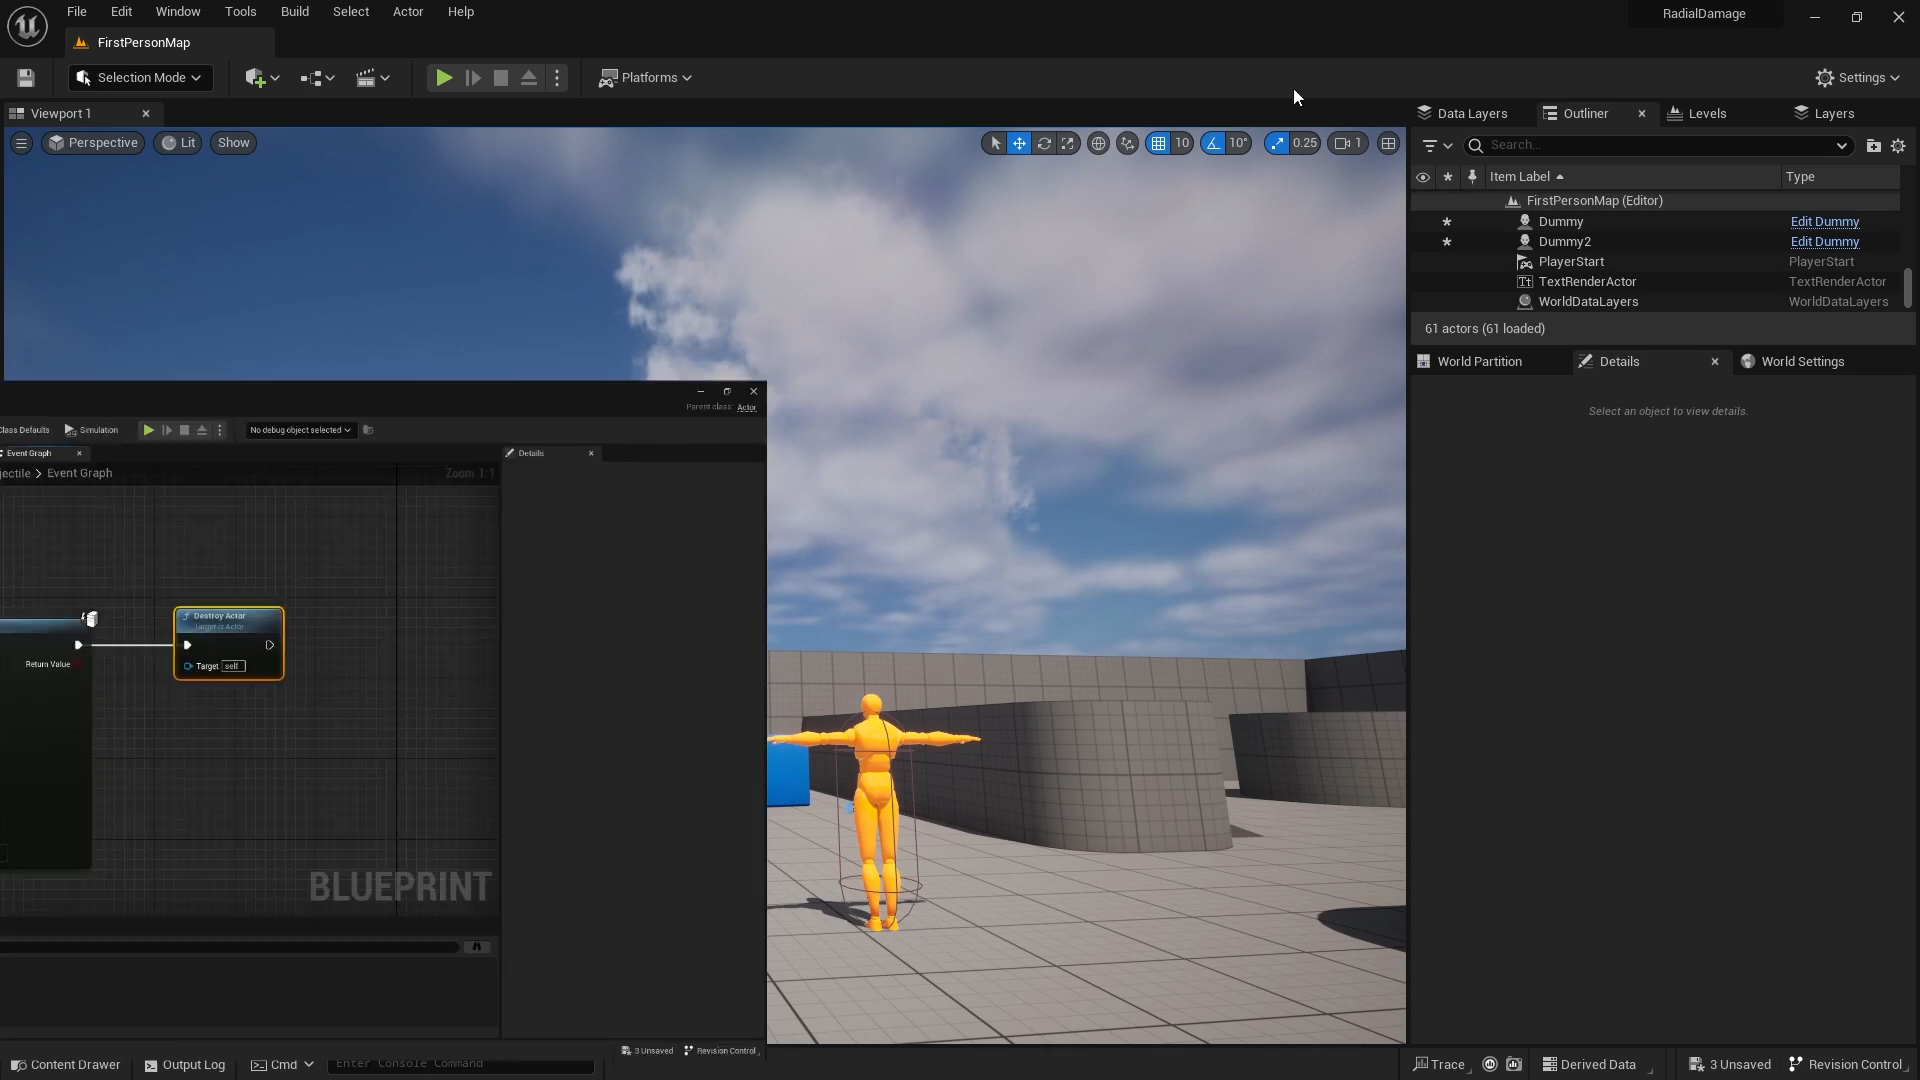 File Edit Window Tools Build Select Actor Help
RadialDamage
FirstPersonMap
Selection Mode
Platforms
Settings
Viewport 1
Data Layers
Outliner
Levels
Layers
Perspective
Lit
Show
10
10°
0.25
1
Search...
Item Label
Type
FirstPersonMap (Editor)
Dummy Edit Dummy
Dummy2 Edit Dummy
PlayerStart PlayerStart
TextRenderActor TextRenderActor
WorldDataLayers WorldDataLayers
61 actors (61 loaded)
World Partition
Details
World Settings
Select an object to view details.
Parent class: Actor
Class Defaults
Simulation
No debug object selected
Event Graph
Details
jectile > Event Graph
Zoom 1:1
Destroy Actor
Target is Actor
Return Value
Target self
BLUEPRINT
3 Unsaved
Revision Control
Content Drawer
Output Log
Cmd
Enter Console Command
Trace
Derived Data
3 Unsaved
Revision Control